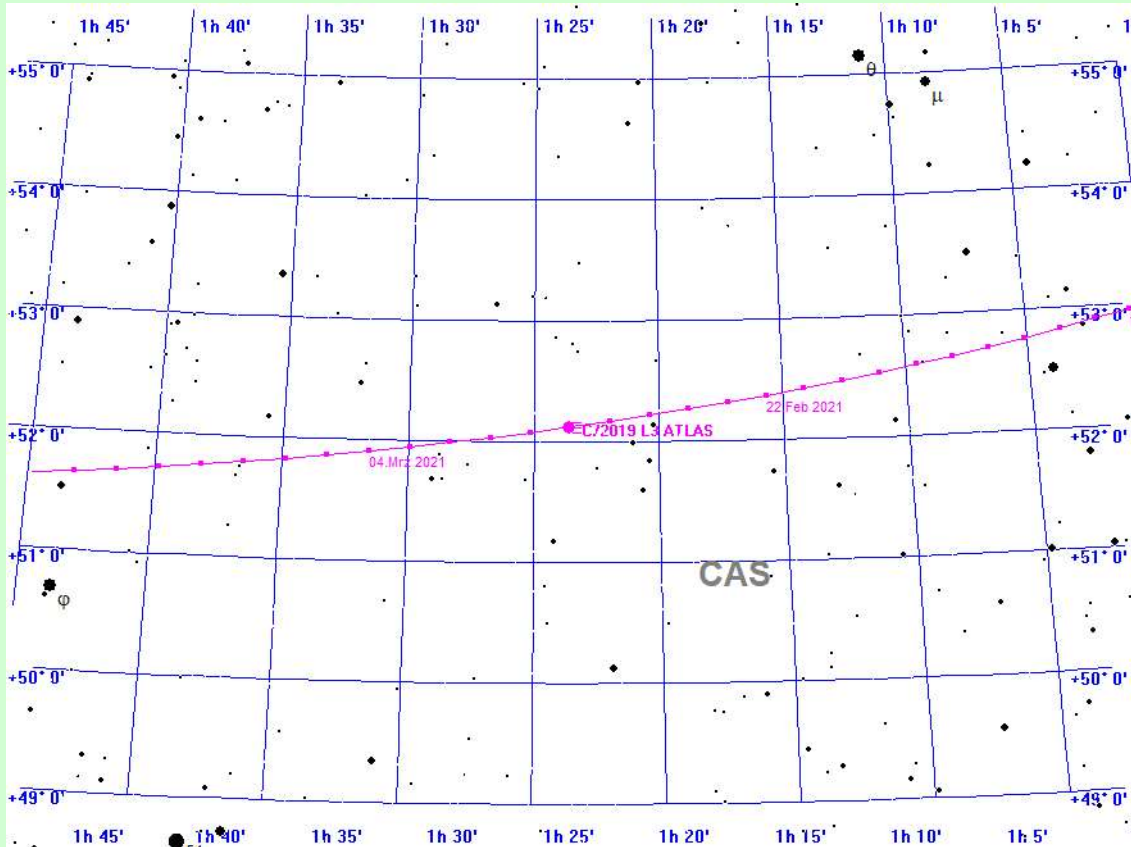 1h 45' 1h 40' 1h 35' 1h 30' 1h 25' 1h 20' 1h 15' 1h 10' 1h 5' 1
+55° 0' +55° 0'
θ
μ
+54° 0' +54° 0'
+53° 0' +53° 0'
22 Feb 2021
C/2019 L3 ATLAS
+52° 0' +52° 0'
04.Mrz 2021
+51° 0' +51° 0'
CAS
φ
+50° 0' +50° 0'
+49° 0' +49° 0'
1h 45' 1h 40' 1h 35' 1h 30' 1h 25' 1h 20' 1h 15' 1h 10' 1h 5'